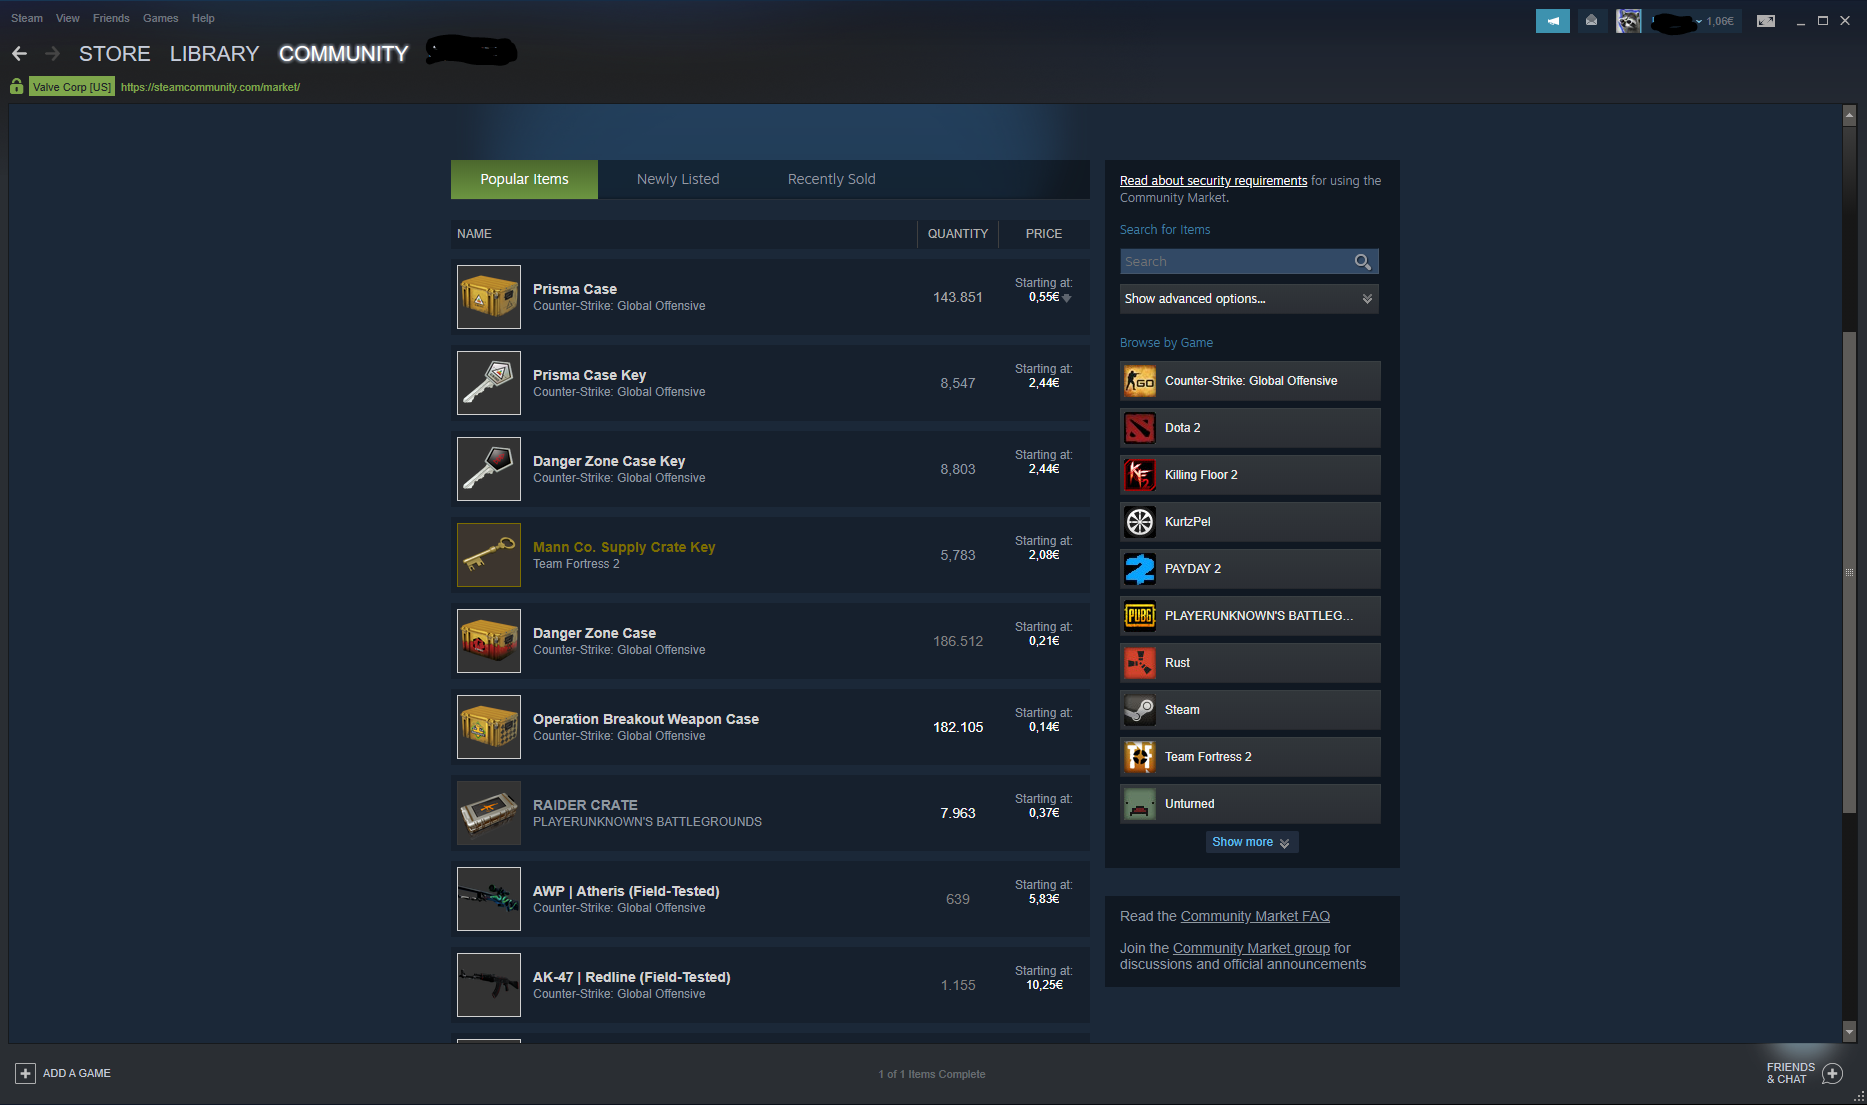 Steam View Friends Games Help
1,06€
STORE LIBRARY COMMUNITY
Valve Corp [US] https://steamcommunity.com/market/
Popular Items Newly Listed Recently Sold
NAME QUANTITY PRICE
Prisma Case
Counter-Strike: Global Offensive
143.851
Starting at:
0,55€
Prisma Case Key
Counter-Strike: Global Offensive
8,547
Starting at:
2,44€
Danger Zone Case Key
Counter-Strike: Global Offensive
8,803
Starting at:
2,44€
Mann Co. Supply Crate Key
Team Fortress 2
5,783
Starting at:
2,08€
Danger Zone Case
Counter-Strike: Global Offensive
186.512
Starting at:
0,21€
Operation Breakout Weapon Case
Counter-Strike: Global Offensive
182.105
Starting at:
0,14€
RAIDER CRATE
PLAYERUNKNOWN'S BATTLEGROUNDS
7.963
Starting at:
0,37€
AWP | Atheris (Field-Tested)
Counter-Strike: Global Offensive
639
Starting at:
5,83€
AK-47 | Redline (Field-Tested)
Counter-Strike: Global Offensive
1.155
Starting at:
10,25€
Read about security requirements for using the
Community Market.
Search for Items
Search
Show advanced options...
Browse by Game
GO
Counter-Strike: Global Offensive
Dota 2
KF2
Killing Floor 2
KurtzPel
PAYDAY 2
PUBG
PLAYERUNKNOWN'S BATTLEG...
Rust
Steam
Team Fortress 2
Unturned
Show more
Read the Community Market FAQ
Join the Community Market group for
discussions and official announcements
ADD A GAME
1 of 1 Items Complete
FRIENDS
& CHAT